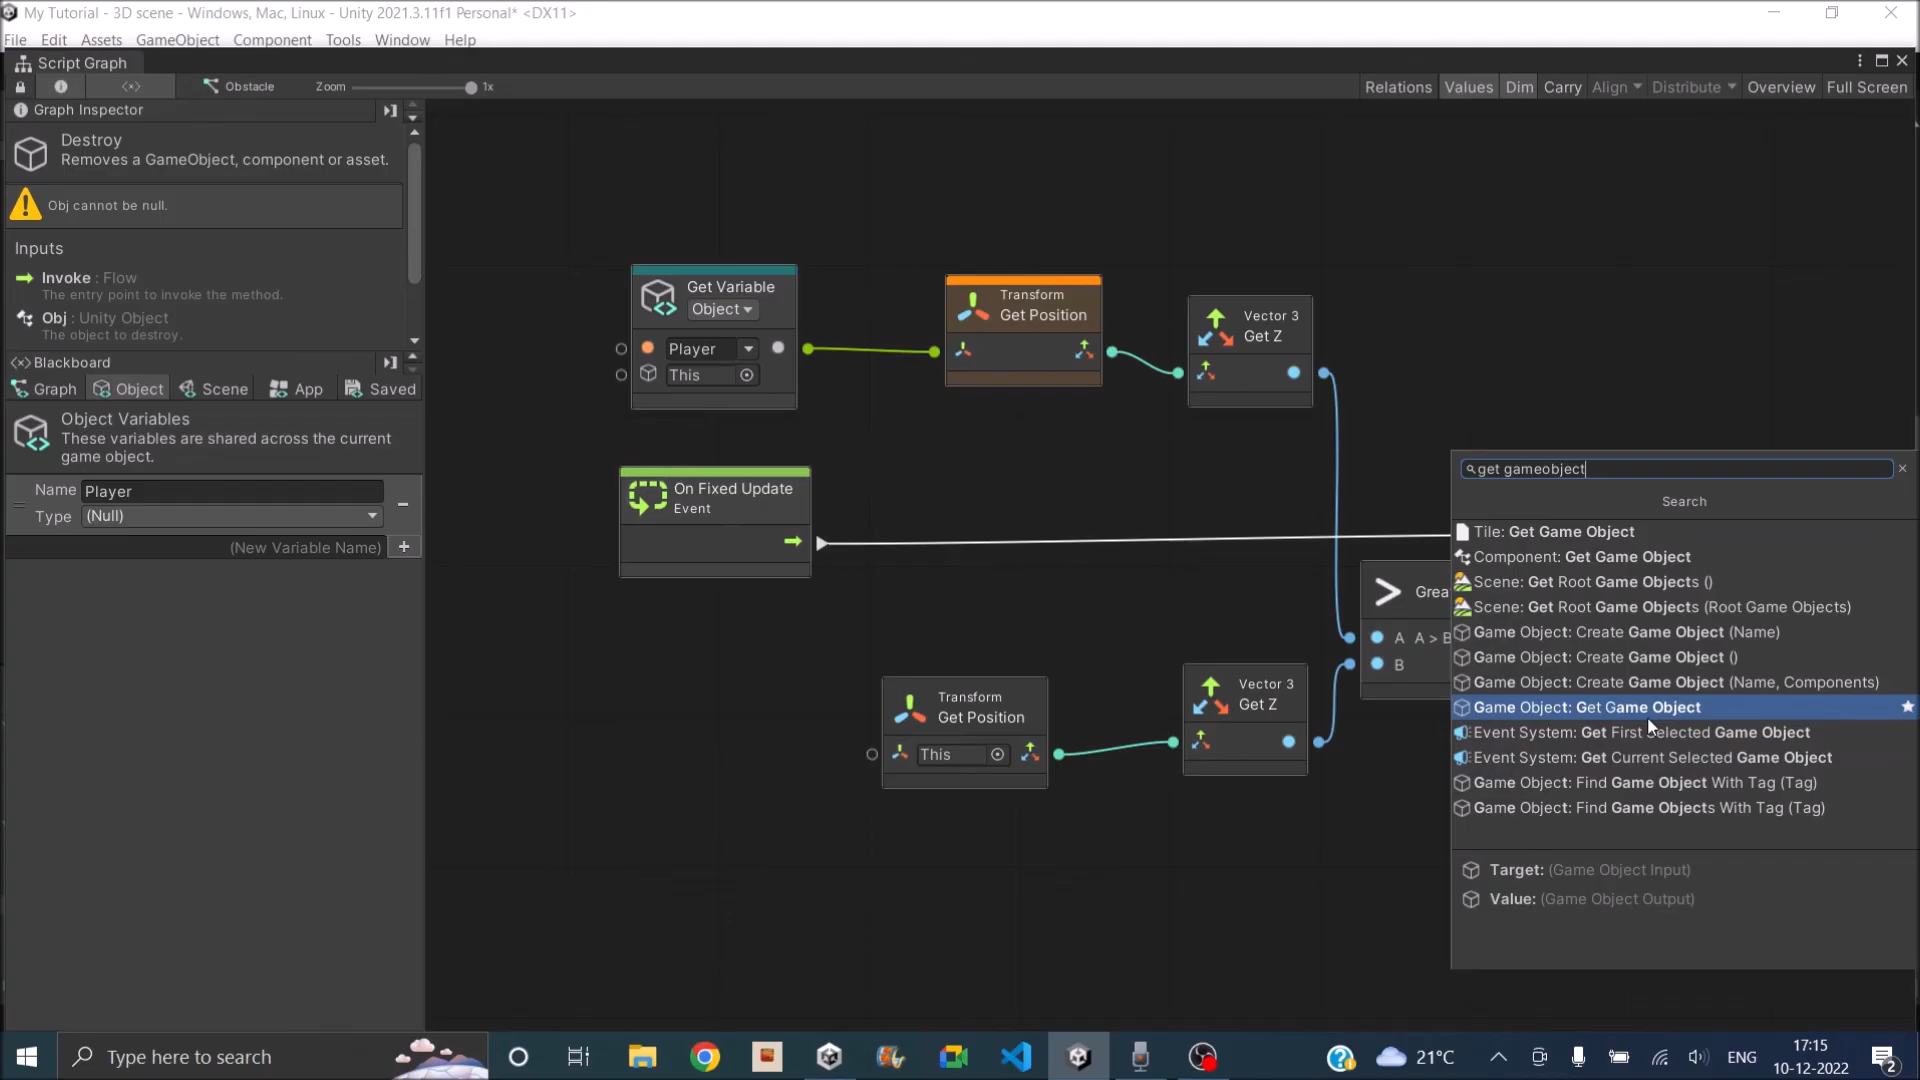 My Tutorial - 3D scene - Windows, Mac, Linux - Unity 2021.3.11f1 Personal* <DX11>
File Edit Assets GameObject Component Tools Window Help
Script Graph
Obstacle Zoom 1x Relations Values Dim Carry Align Distribute Overview Full Screen
Graph Inspector
Destroy
Removes a GameObject, component or asset.
Obj cannot be null.
Inputs
Invoke : Flow
The entry point to invoke the method.
Obj : Unity Object
The object to destroy.
Blackboard
Graph Object Scene App Saved
Object Variables
These variables are shared across the current
game object.
Name Player
Type (Null)
(New Variable Name)
Get Variable
Object
Player
This
Transform
Get Position
Vector 3
Get Z
On Fixed Update
Event
Transform
Get Position
This
Vector 3
Get Z
Grea
A A > B
B
get gameobject
Search
Tile: Get Game Object
Component: Get Game Object
Scene: Get Root Game Objects ()
Scene: Get Root Game Objects (Root Game Objects)
Game Object: Create Game Object (Name)
Game Object: Create Game Object ()
Game Object: Create Game Object (Name, Components)
Game Object: Get Game Object
Event System: Get First Selected Game Object
Event System: Get Current Selected Game Object
Game Object: Find Game Object With Tag (Tag)
Game Object: Find Game Objects With Tag (Tag)
Target: (Game Object Input)
Value: (Game Object Output)
Type here to search
21°C ENG
17:15
10-12-2022
2